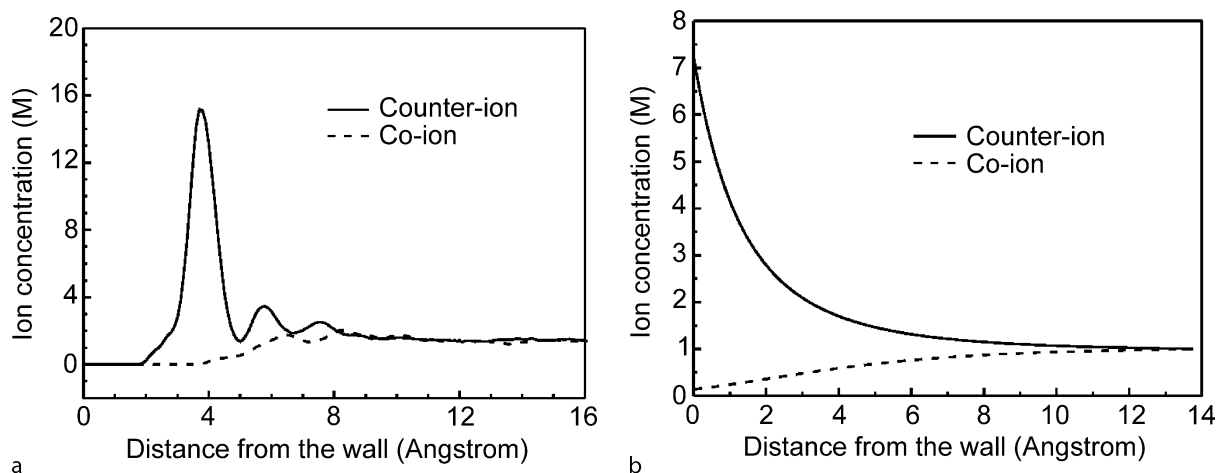 20
16
12
8
4
0
Ion concentration (M)
Counter-ion
Co-ion
0
4
8
12
16
Distance from the wall (Angstrom)
a
8
7
6
5
4
3
2
1
0
Ion concentration (M)
Counter-ion
Co-ion
0
2
4
6
8
10
12
14
Distance from the wall (Angstrom)
b